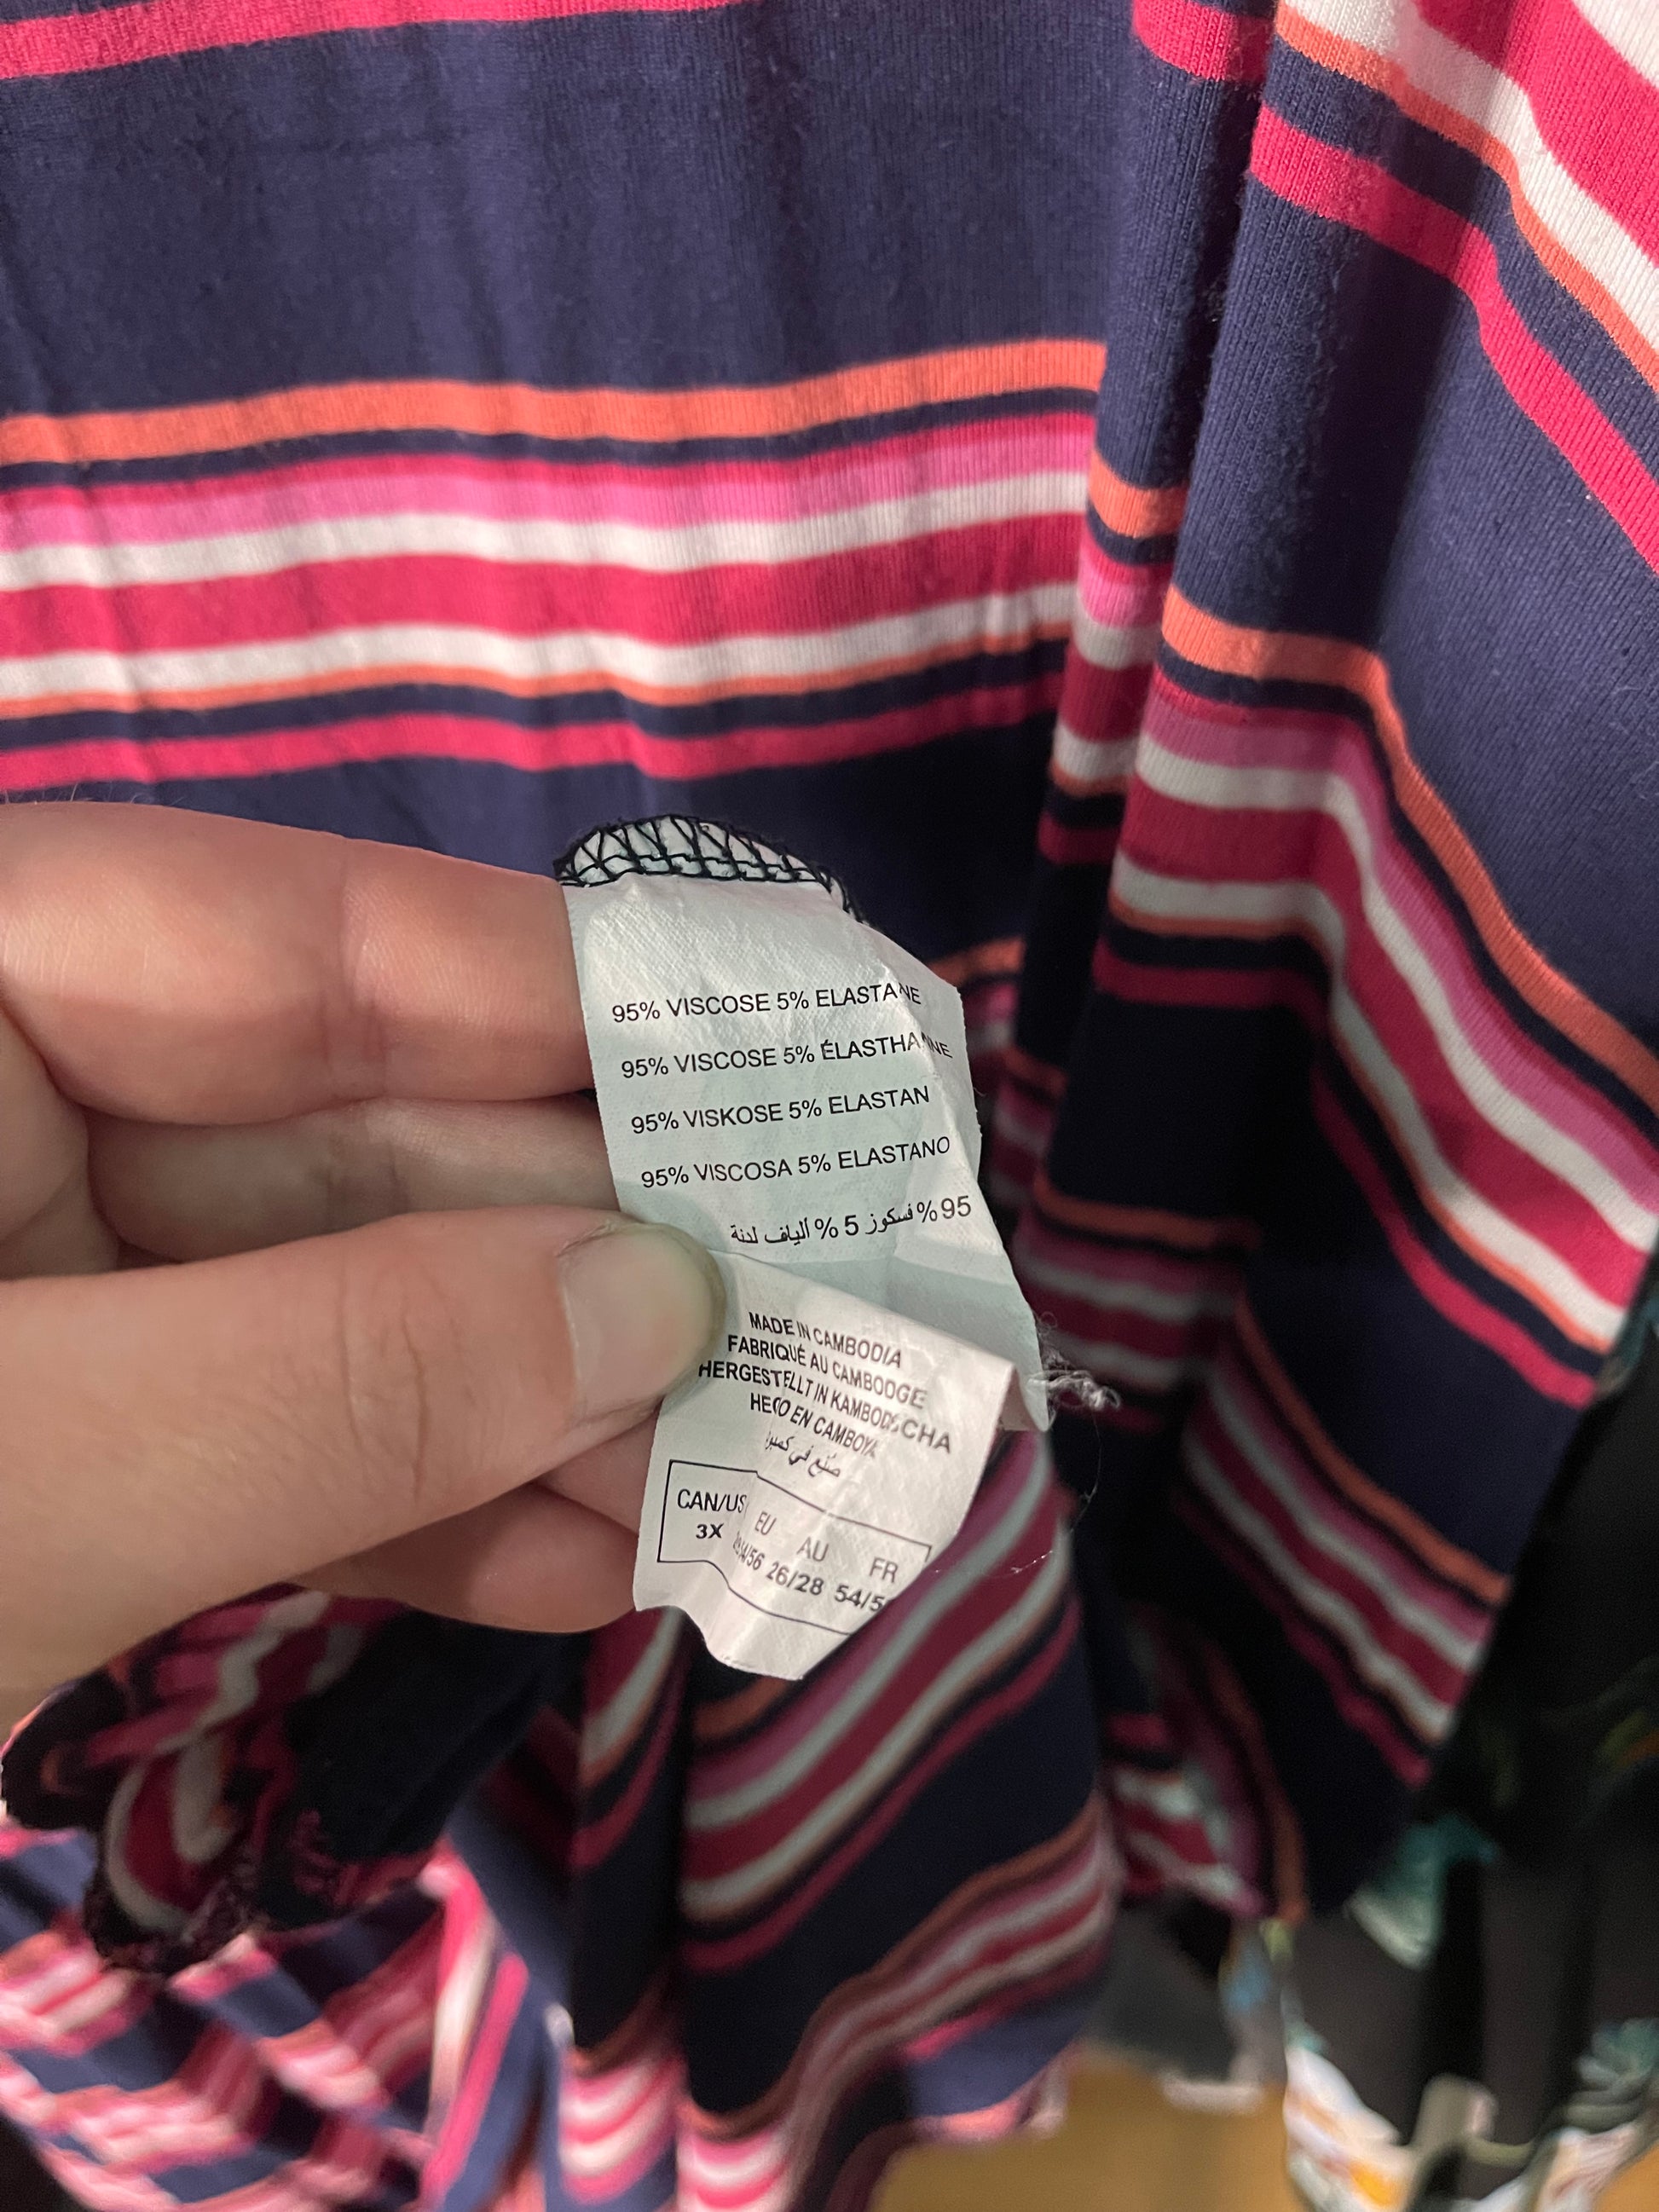 95% VISCOSE 5% ELASTANE
95% VISCOSE 5% ÉLASTHANNE
95% VISKOSE 5% ELASTAN
95% VISCOSA 5% ELASTANO
95% فسكوز 5 % ألياف لدنة
MADE IN CAMBODIA
FABRIQUÉ AU CAMBODGE
HERGESTELLT IN KAMBODSCHA
EN CAMBOYA
صنع في كمبو
CAN/US EU AU FR
3X 26/28